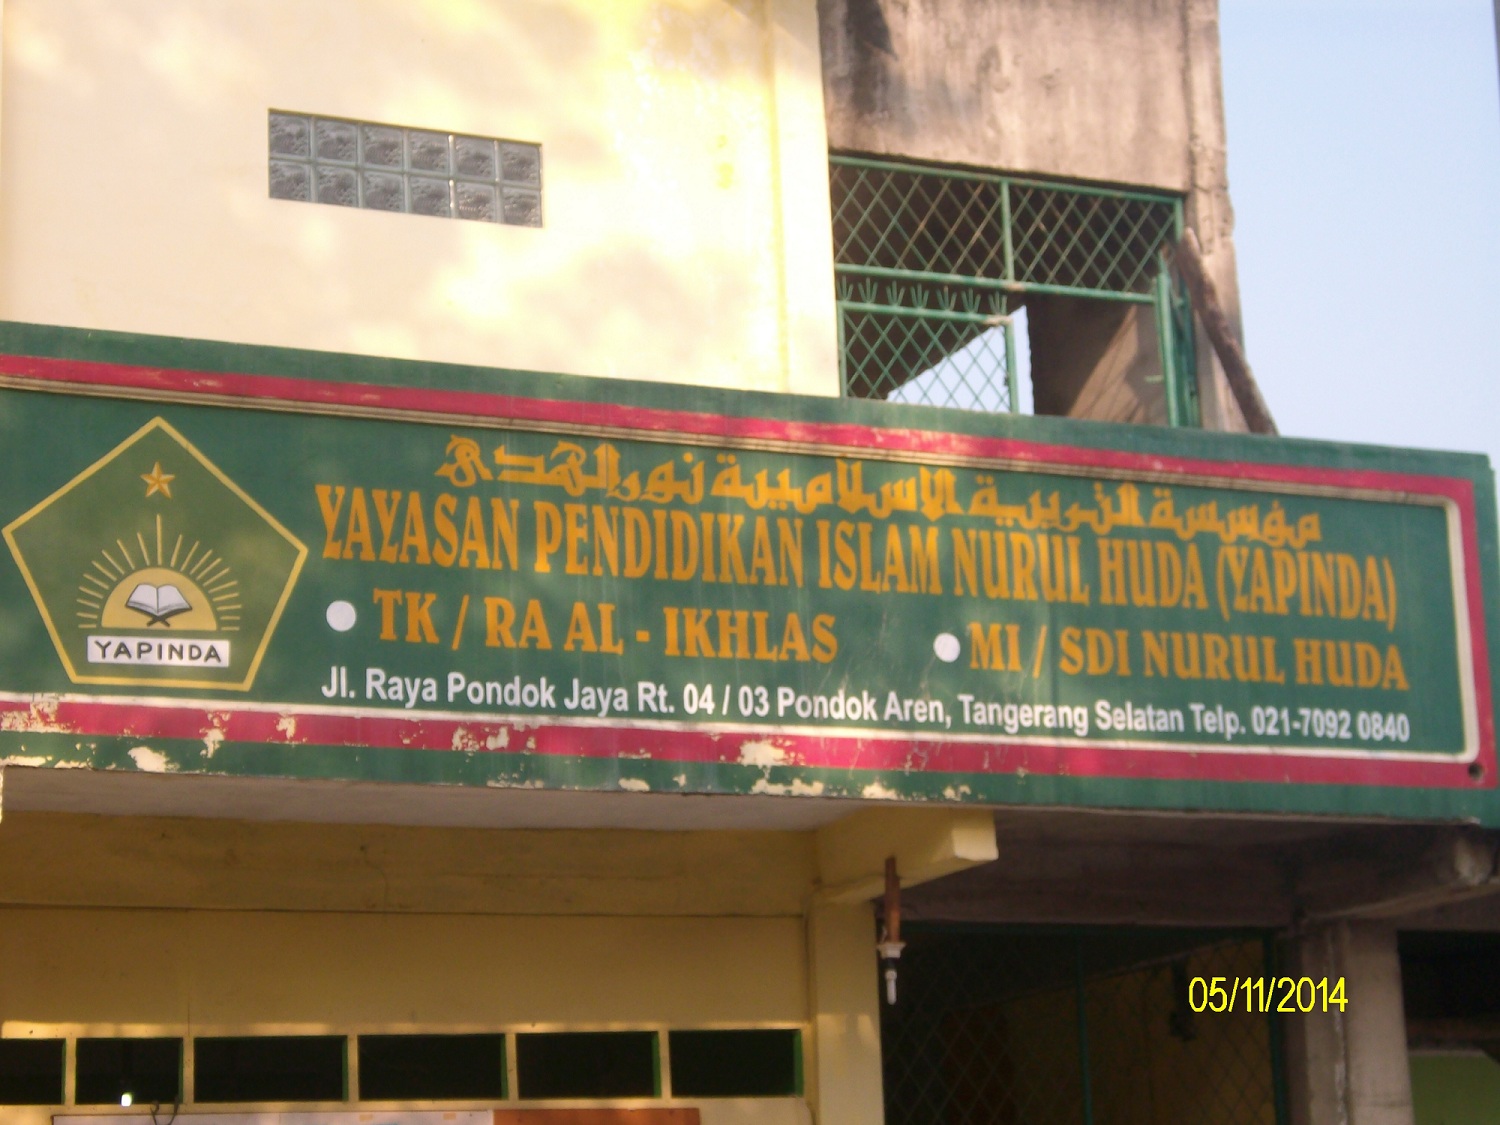 مؤسسة التربية الاسلامية نور الهدى
YAYASAN PENDIDIKAN ISLAM NURUL HUDA (YAPINDA)
TK / RA AL - IKHLAS
MI / SDI NURUL HUDA
Jl. Raya Pondok Jaya Rt. 04 / 03 Pondok Aren, Tangerang Selatan Telp. 021-7092 0840
YAPINDA
05/11/2014